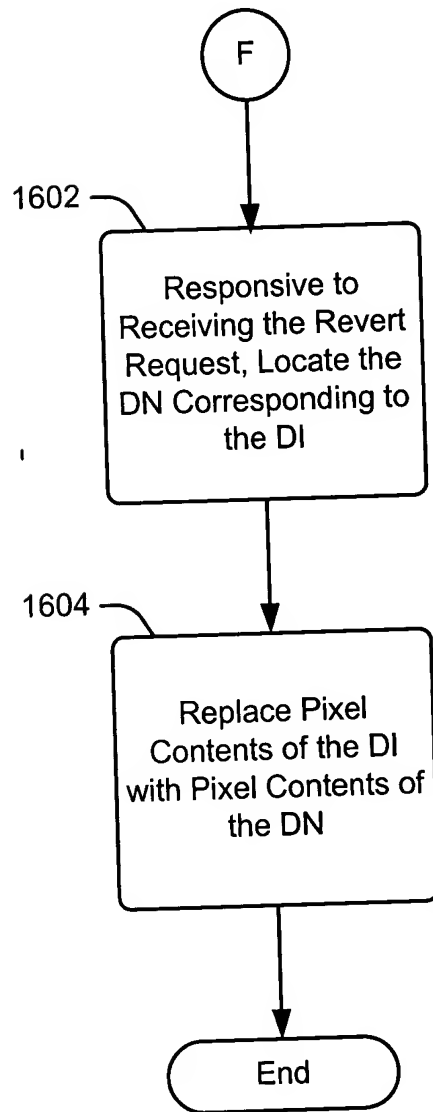 F
1602
Responsive to
Receiving the Revert
Request, Locate the
DN Corresponding to
the DI
1604
Replace Pixel
Contents of the DI
with Pixel Contents of
the DN
End